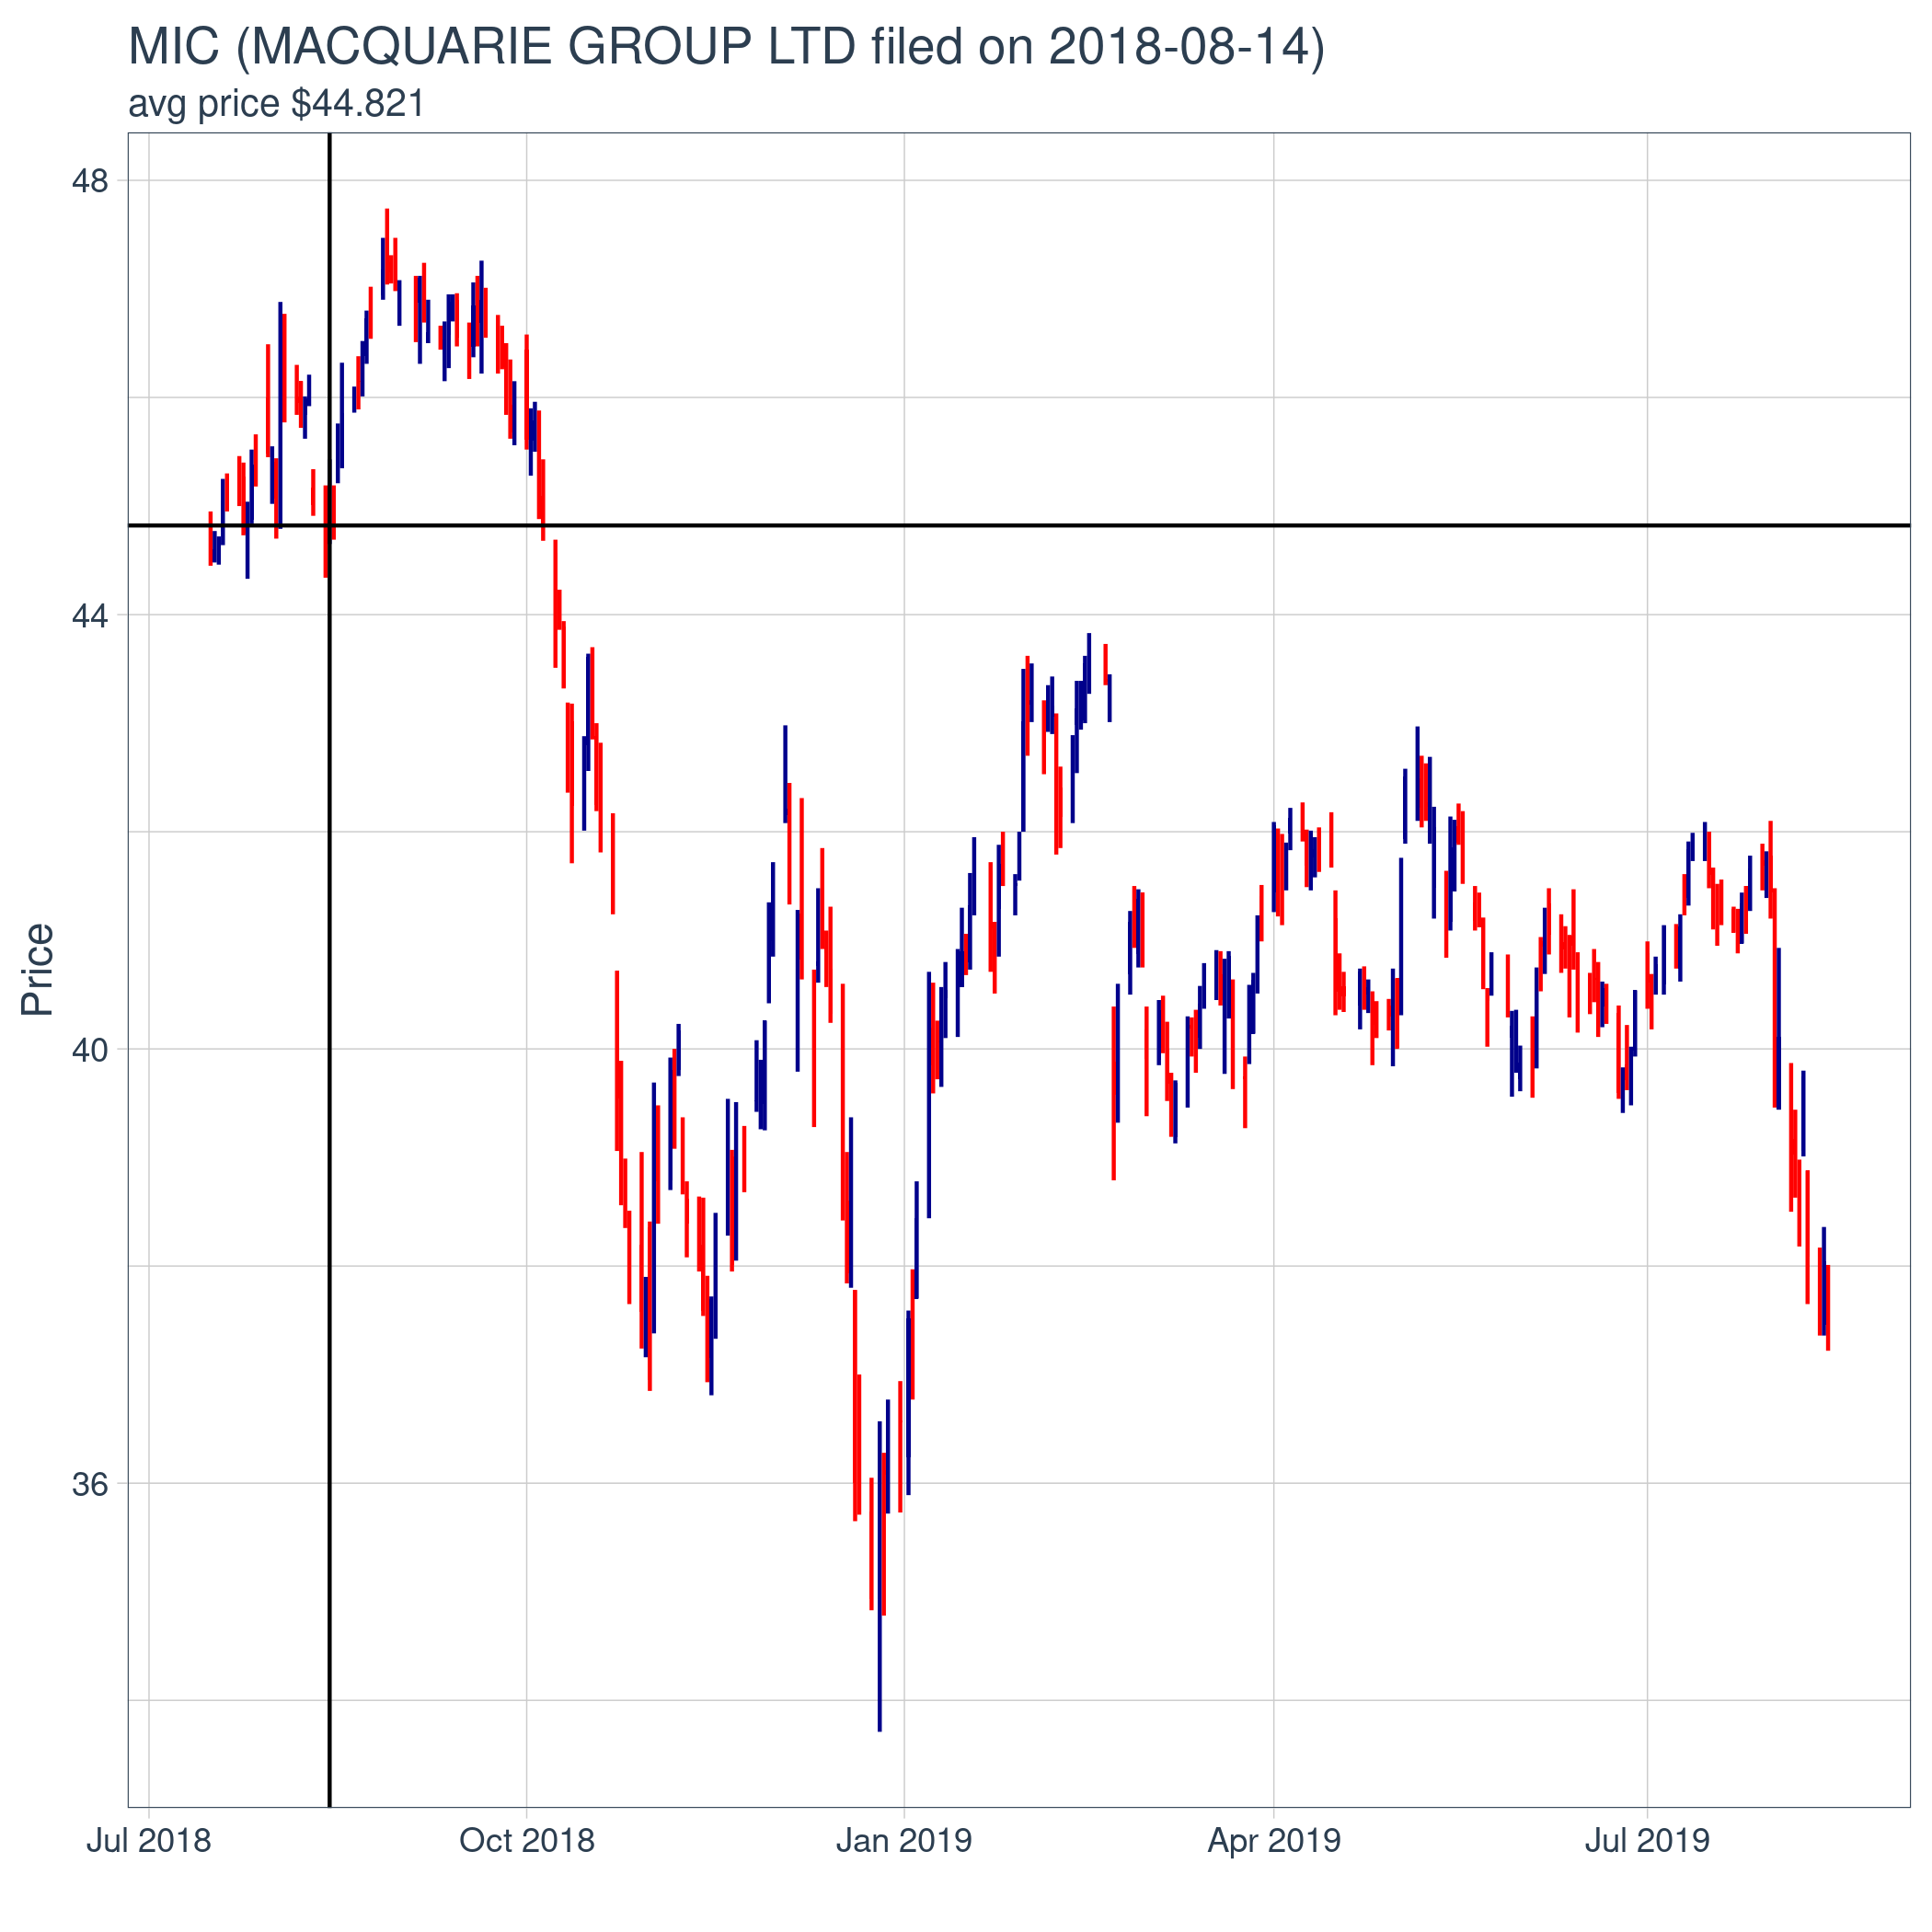 MIC (MACQUARIE GROUP LTD filed on 2018-08-14)
avg price $44.821
48
44
40
36
Price
Jul 2018
Oct 2018
Jan 2019
Apr 2019
Jul 2019